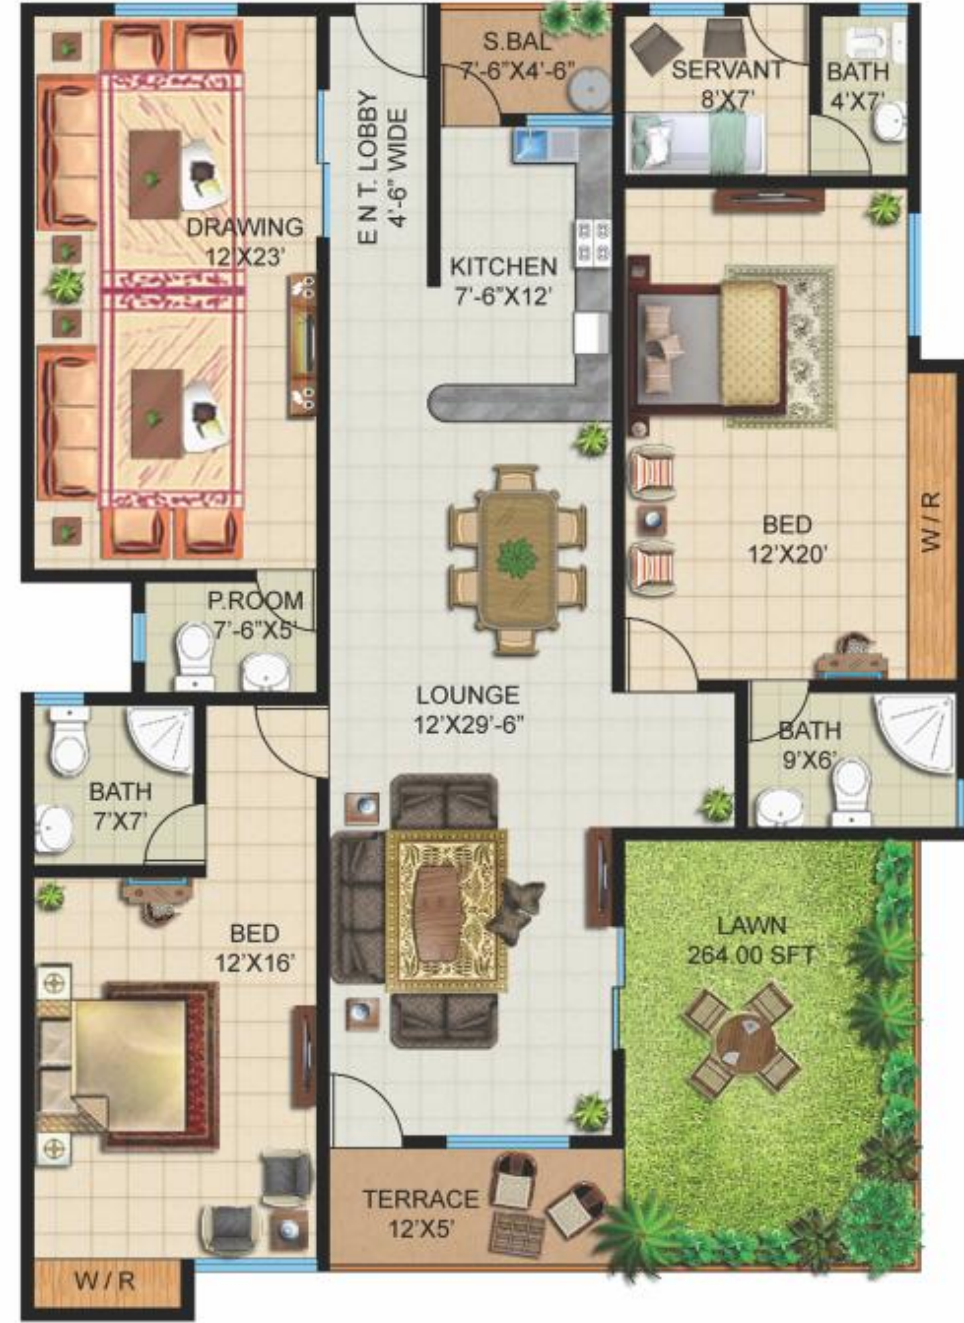 S.BAL
7'-6"X4'-6"
SERVANT
8'X7'
BATH
4'X7'
E N T. LOBBY
4'-6" WIDE
DRAWING
12'X23'
KITCHEN
7'-6"X12'
BED
12'X20'
W / R
P.ROOM
7'-6"X5'
LOUNGE
12'X29'-6"
BATH
9'X6'
BATH
7'X7'
BED
12'X16'
LAWN
264.00 SFT
TERRACE
12'X5'
W / R